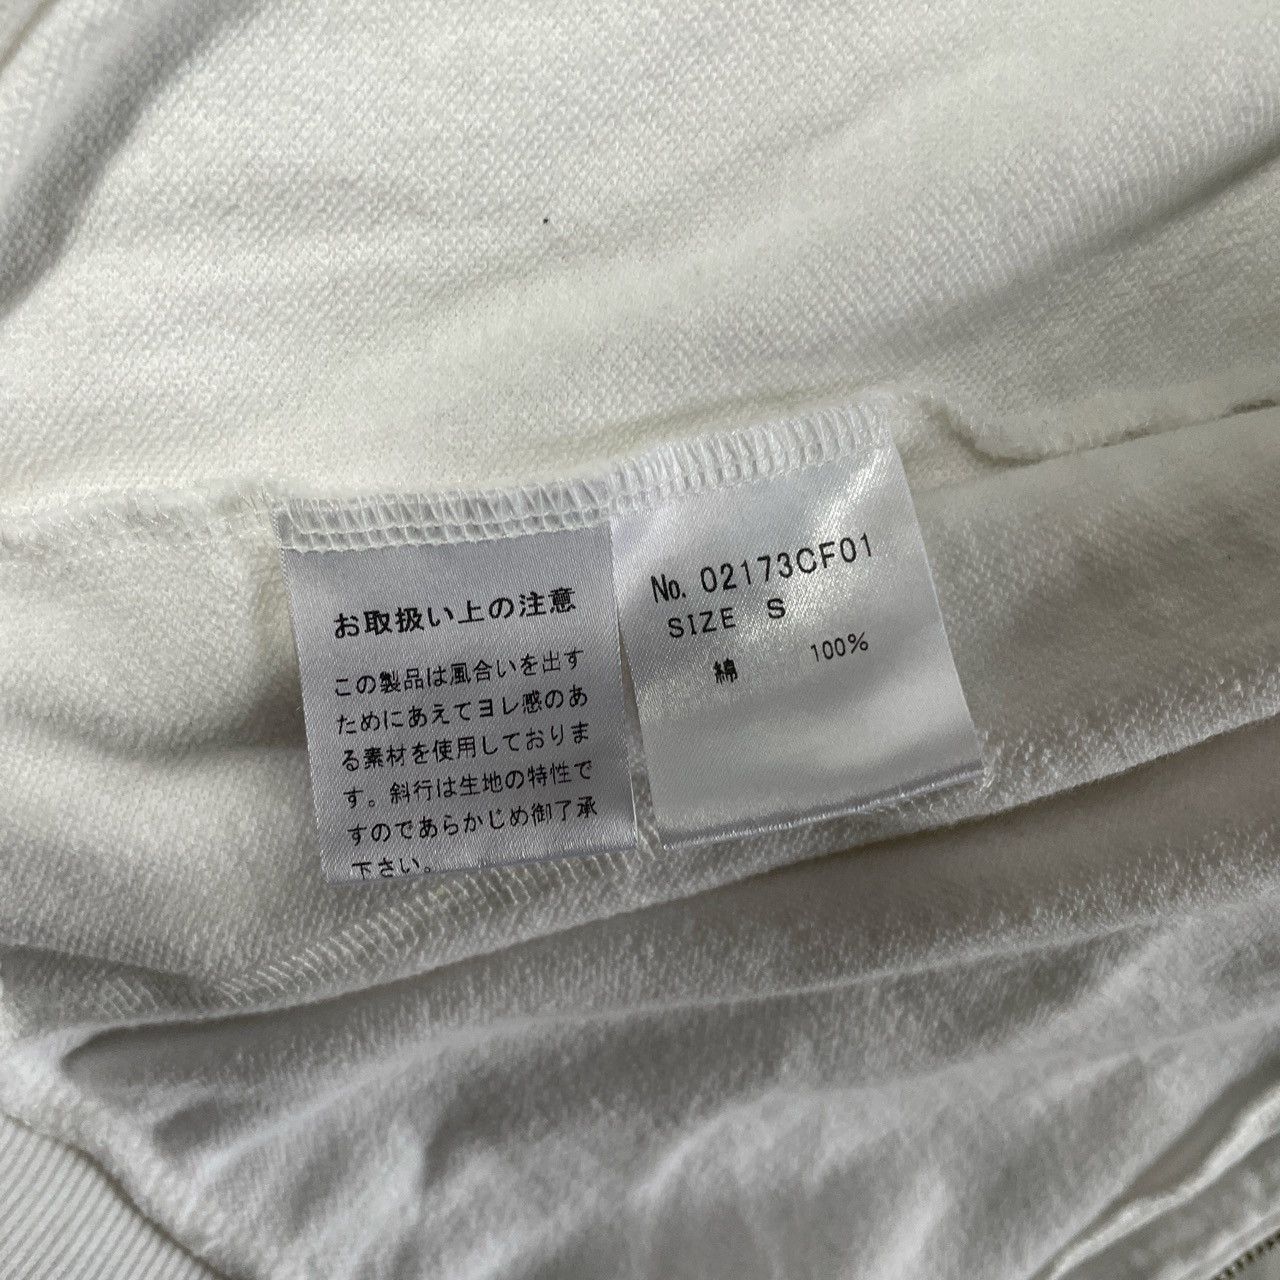 お取扱い上の注意
この製品は風合いを出す
ためにあえてヨレ感のあ
る素材を使用しておりま
す。斜行は生地の特性で
すのであらかじめ御了承
下さい。
No. 02173CF01
SIZE S
綿 100%